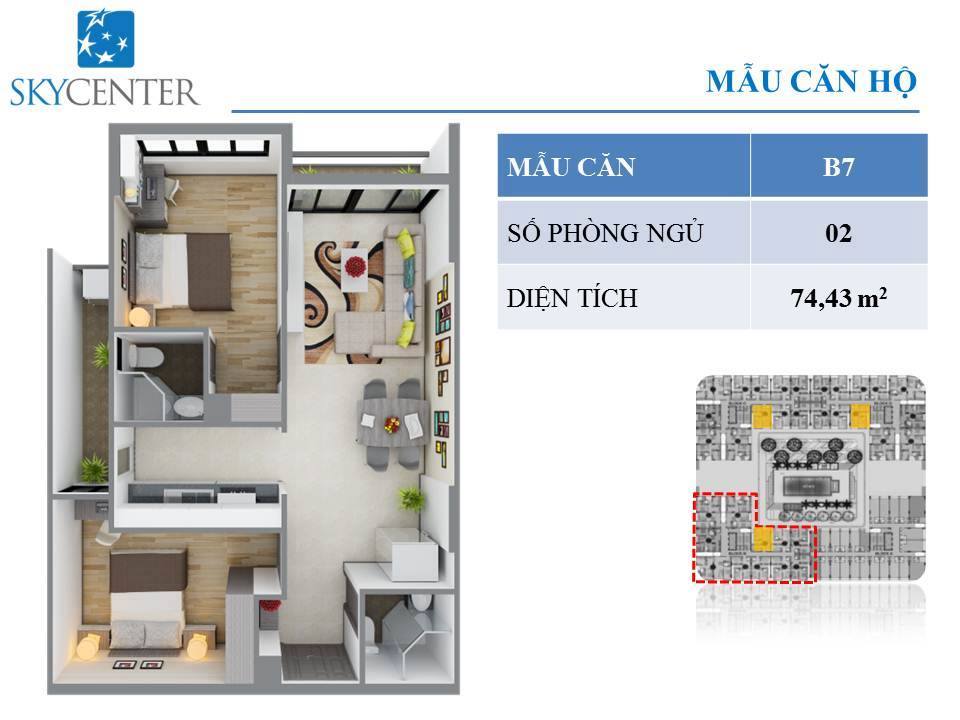 SKYCENTER
MẪU CĂN HỘ
MẪU CĂN B7
SỐ PHÒNG NGỦ 02
DIỆN TÍCH 74,43 m²